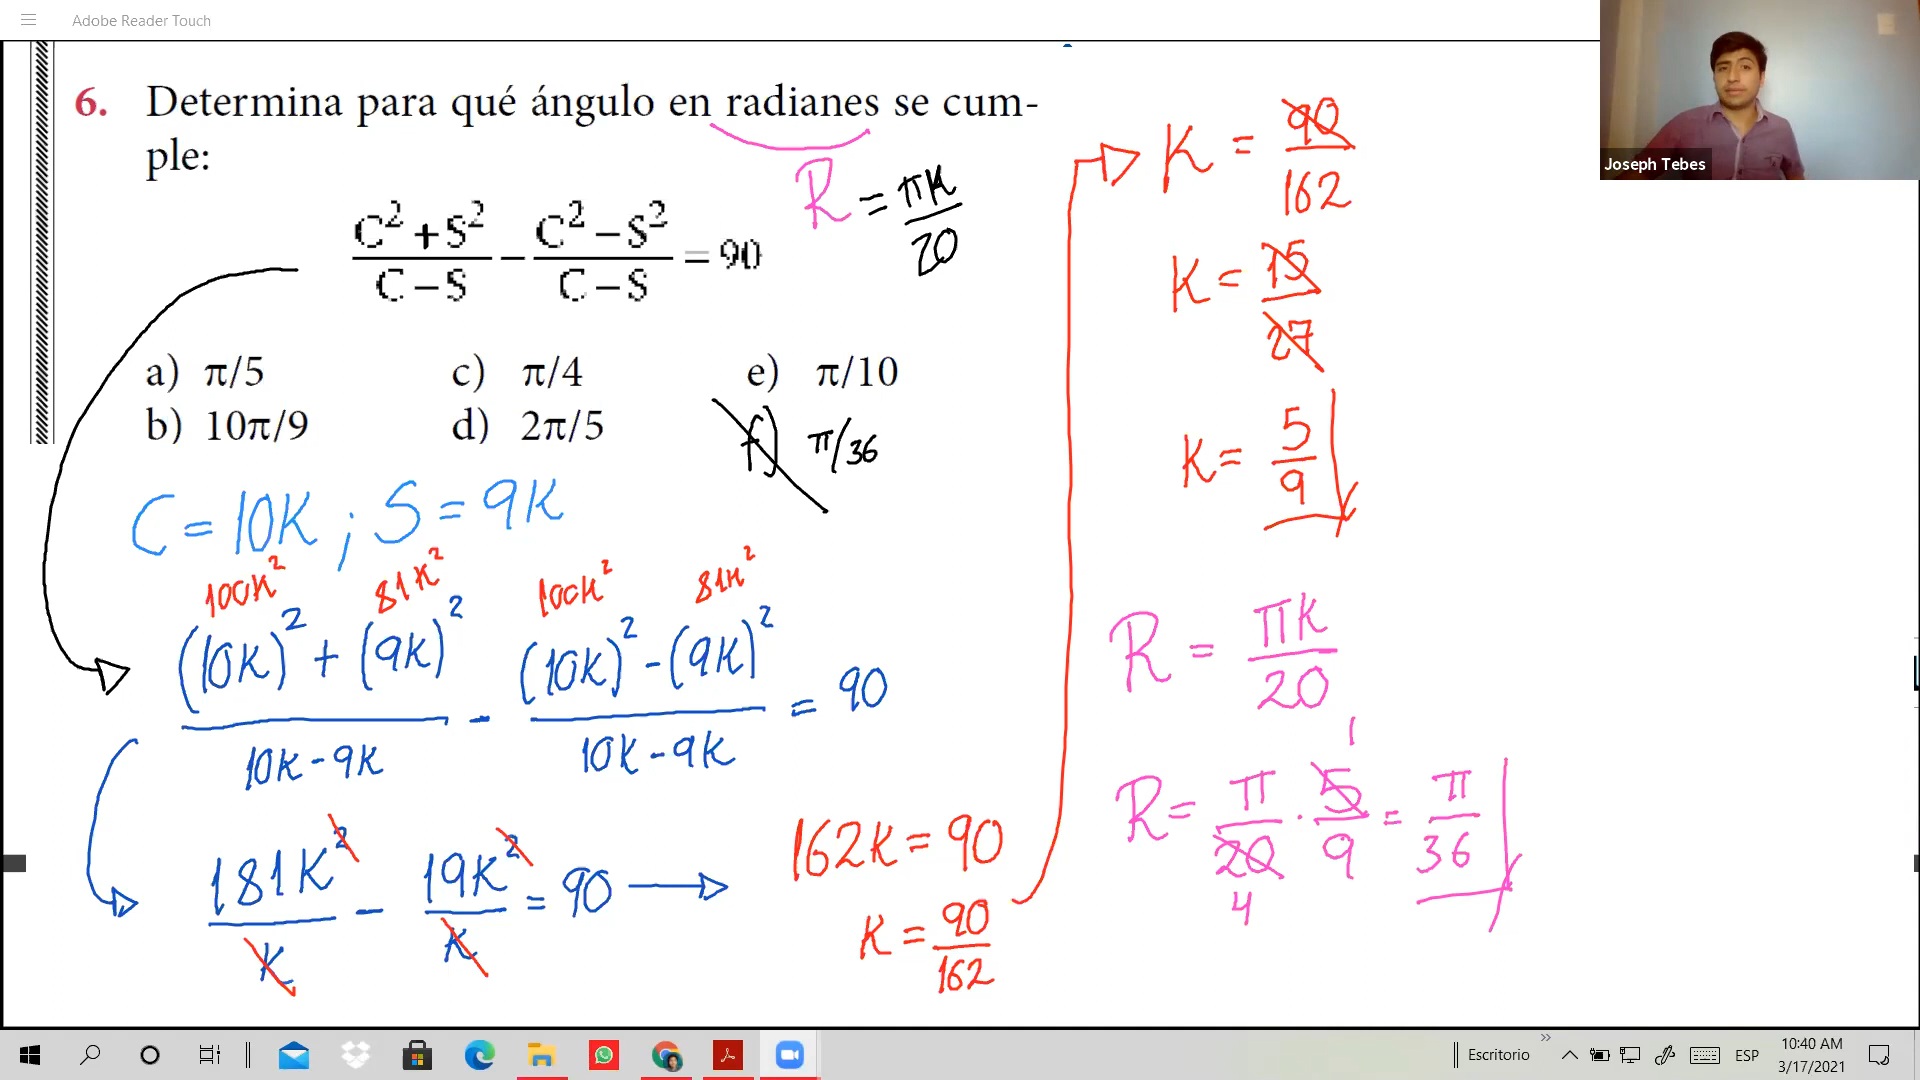 Adobe Reader Touch
6. Determina para qué ángulo en radianes se cum-
ple:
R = πK/20
(C² + S²)/(C – S) – (C² – S²)/(C – S) = 90
a) π/5 c) π/4 e) π/10
b) 10π/9 d) 2π/5 f) π/36
C = 10K ; S = 9K
100K² 81K² 100K² 81K²
((10K)² + (9K)²)/(10K - 9K) - ((10K)² - (9K)²)/(10K - 9K) = 90
181K²/K - 19K²/K = 90
162K = 90
K = 90/162
K = 90/162
K = 15/27
K = 5/9
R = πK/20
1
R = π/20 · 5/9 = π/36
4
Joseph Tebes
Escritorio
ESP
10:40 AM
3/17/2021